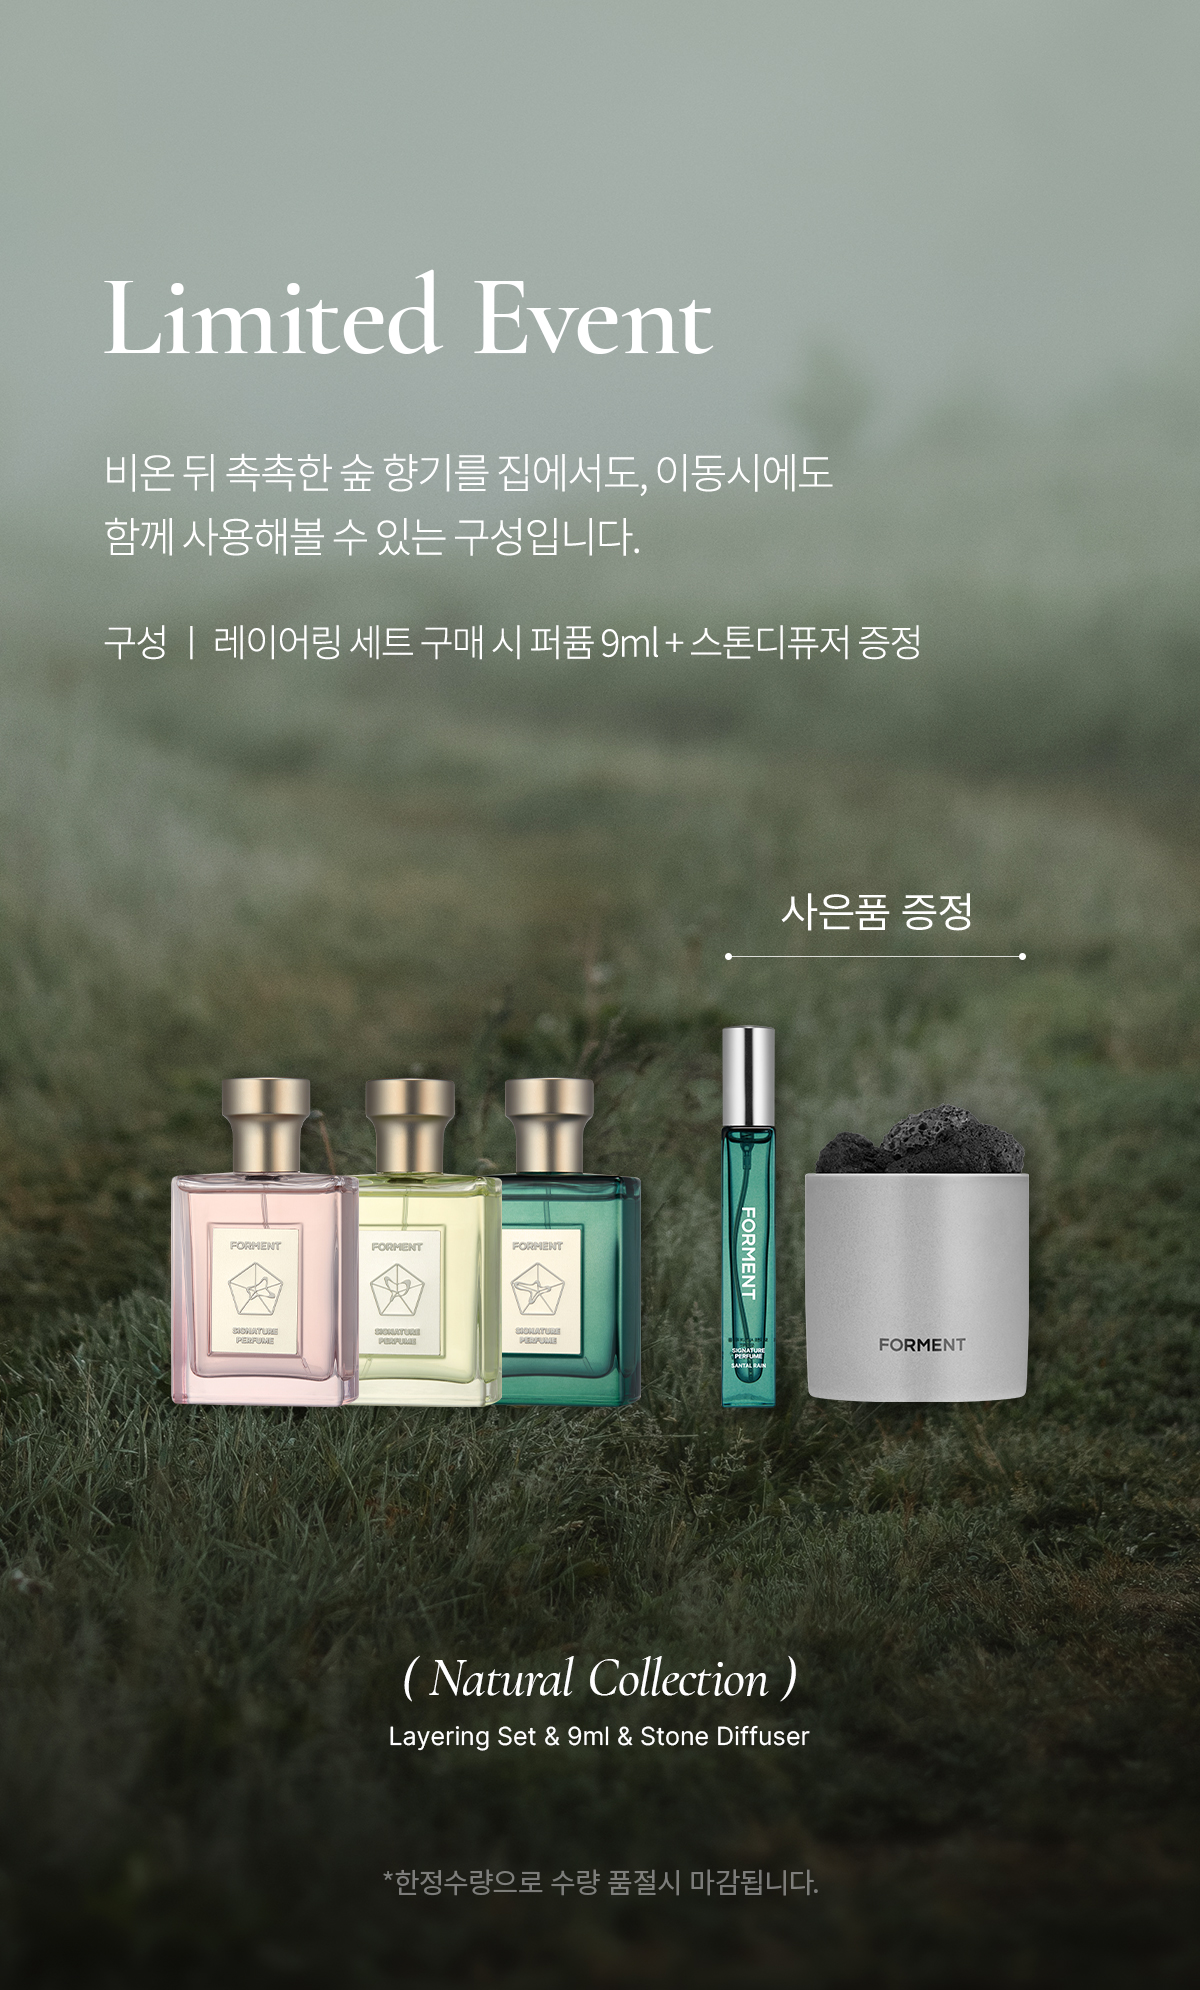 Limited Event
비온 뒤 촉촉한 숲 향기를 집에서도, 이동시에도
함께 사용해볼 수 있는 구성입니다.
구성 | 레이어링 세트 구매 시 퍼퓸 9ml + 스톤디퓨저 증정
사은품 증정
FORMENT
SIGNATURE
PERFUME
FORMENT
SIGNATURE
PERFUME
FORMENT
SIGNATURE
PERFUME
FORMENT
SIGNATURE
PERFUME
SANTAL RAIN
FORMENT
( Natural Collection )
Layering Set & 9ml & Stone Diffuser
*한정수량으로 수량 품절시 마감됩니다.